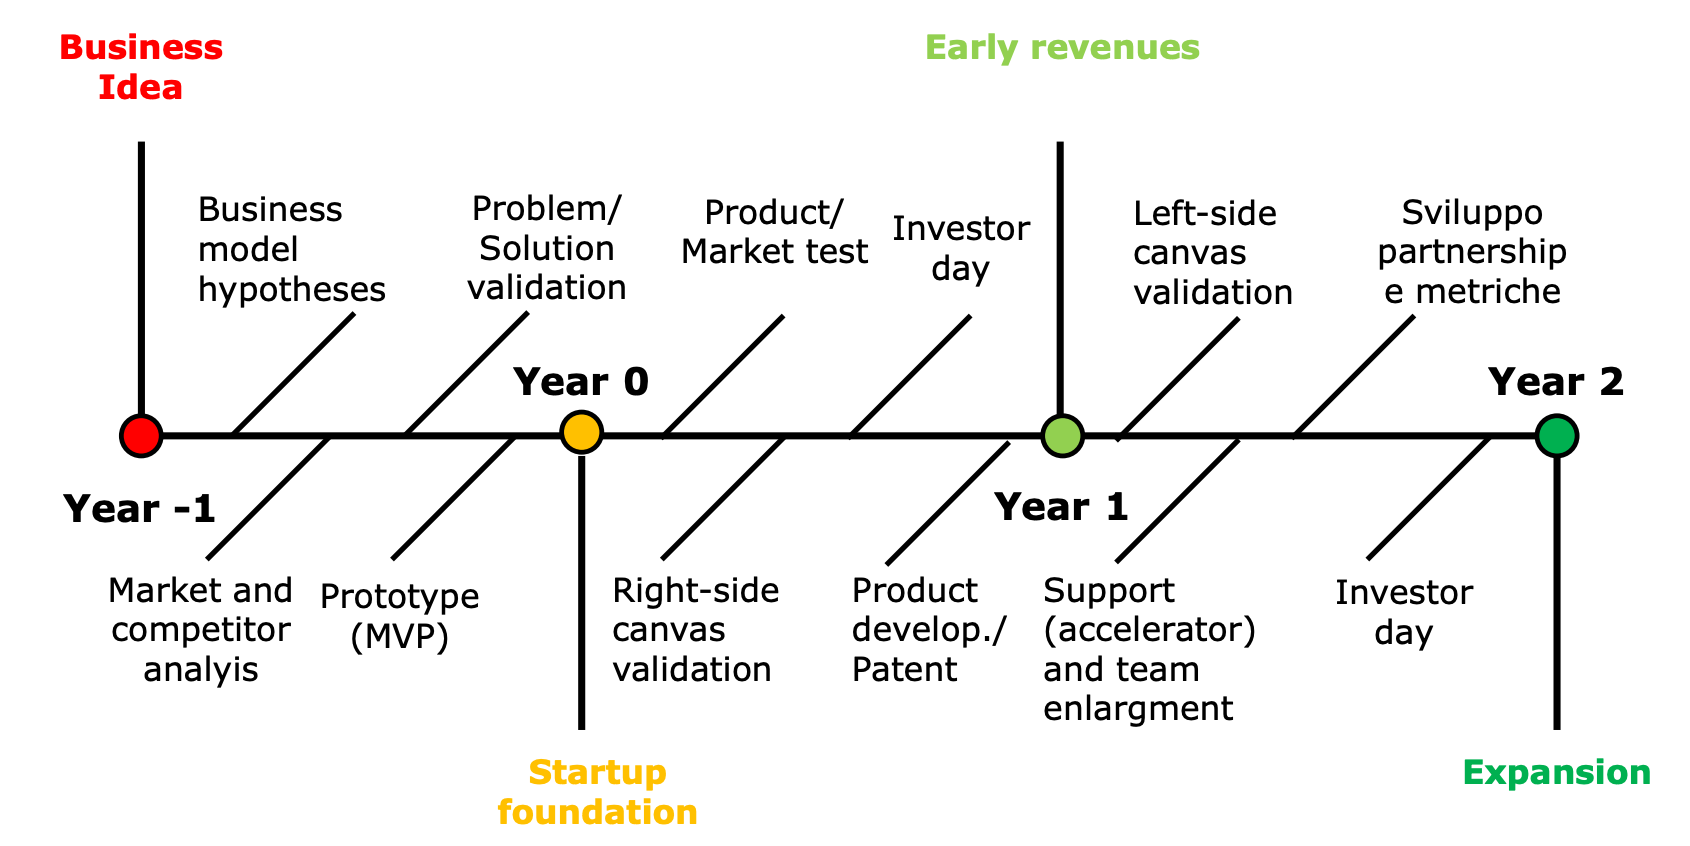 Business
Idea
Early revenues
Business
model
hypotheses
Problem/
Solution
validation
Product/
Market test
Investor
day
Left-side
canvas
validation
Sviluppo
partnership
e metriche
Year 0
Year 2
Year -1
Year 1
Market and
competitor
analyis
Prototype
(MVP)
Right-side
canvas
validation
Product
develop./
Patent
Support
(accelerator)
and team
enlargment
Investor
day
Startup
foundation
Expansion